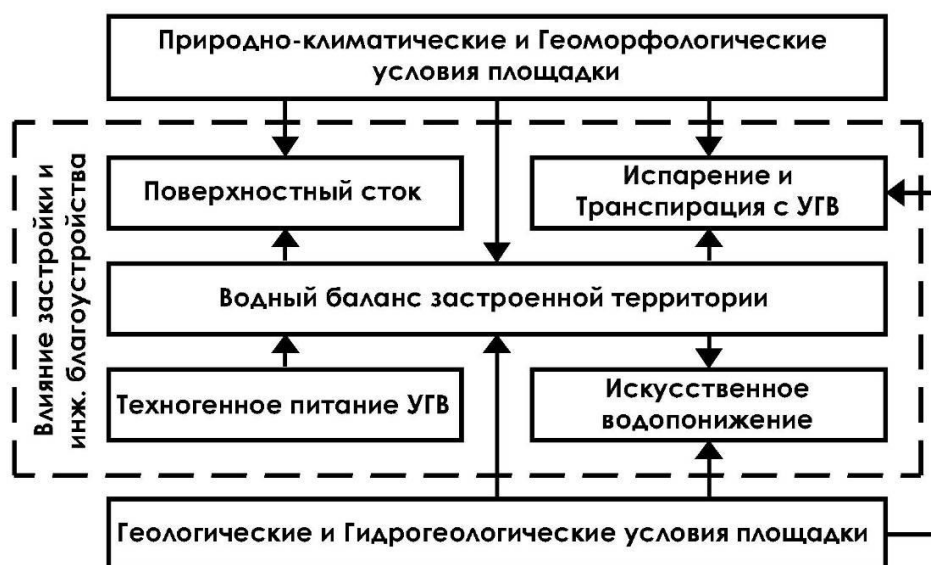 Природно-климатические и Геоморфологические
условия площадки
Влияние застройки и
инж. благоустройства
Поверхностный сток
Испарение и
Транспирация с УГВ
Водный баланс застроенной территории
Техногенное питание УГВ
Искусственное
водопонижение
Геологические и Гидрогеологические условия площадки